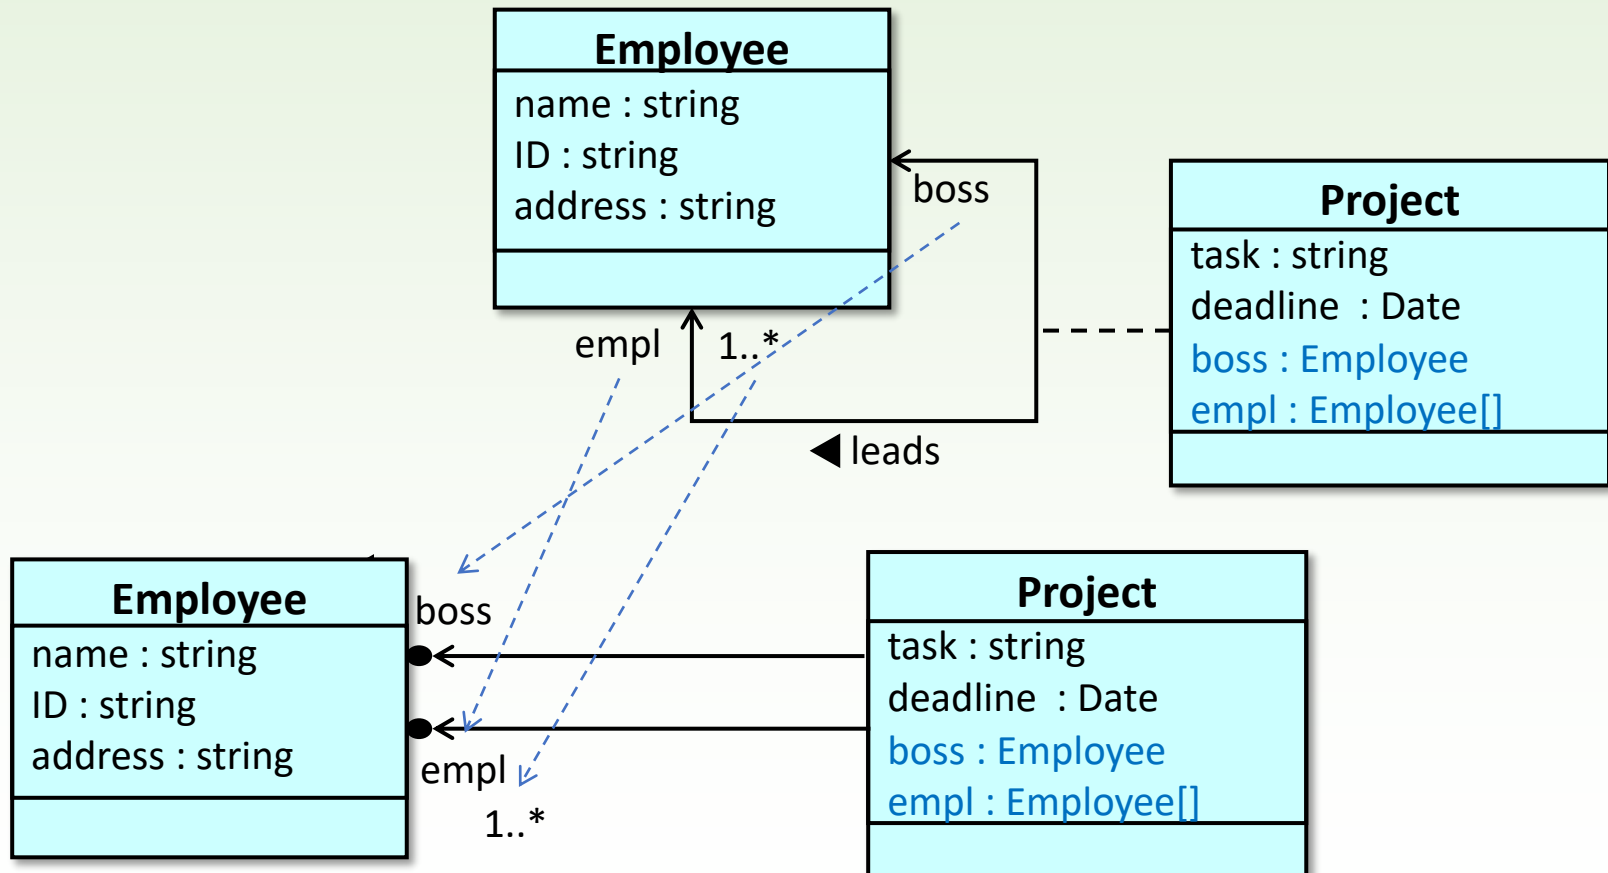 Employee
name : string
ID : string
address : string
boss
Project
task : string
deadline : Date
boss : Employee
empl : Employee[]
empl
1..*
leads
Employee
name : string
ID : string
address : string
boss
empl
1..*
Project
task : string
deadline : Date
boss : Employee
empl : Employee[]